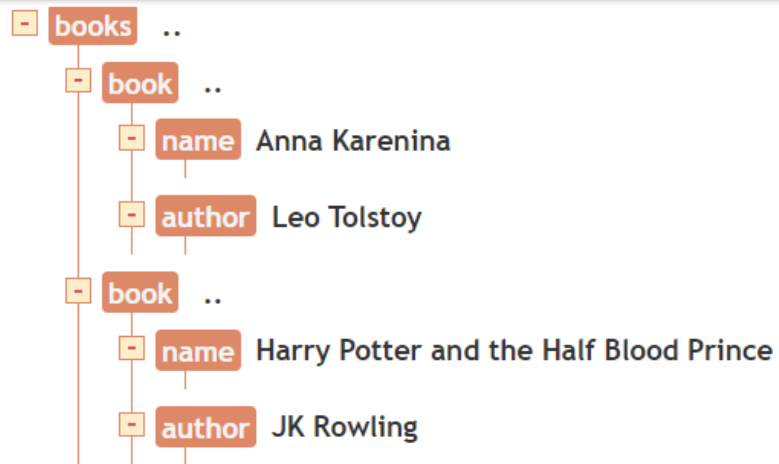 - books ..
- book ..
- name Anna Karenina
- author Leo Tolstoy
- book ..
- name Harry Potter and the Half Blood Prince
- author JK Rowling